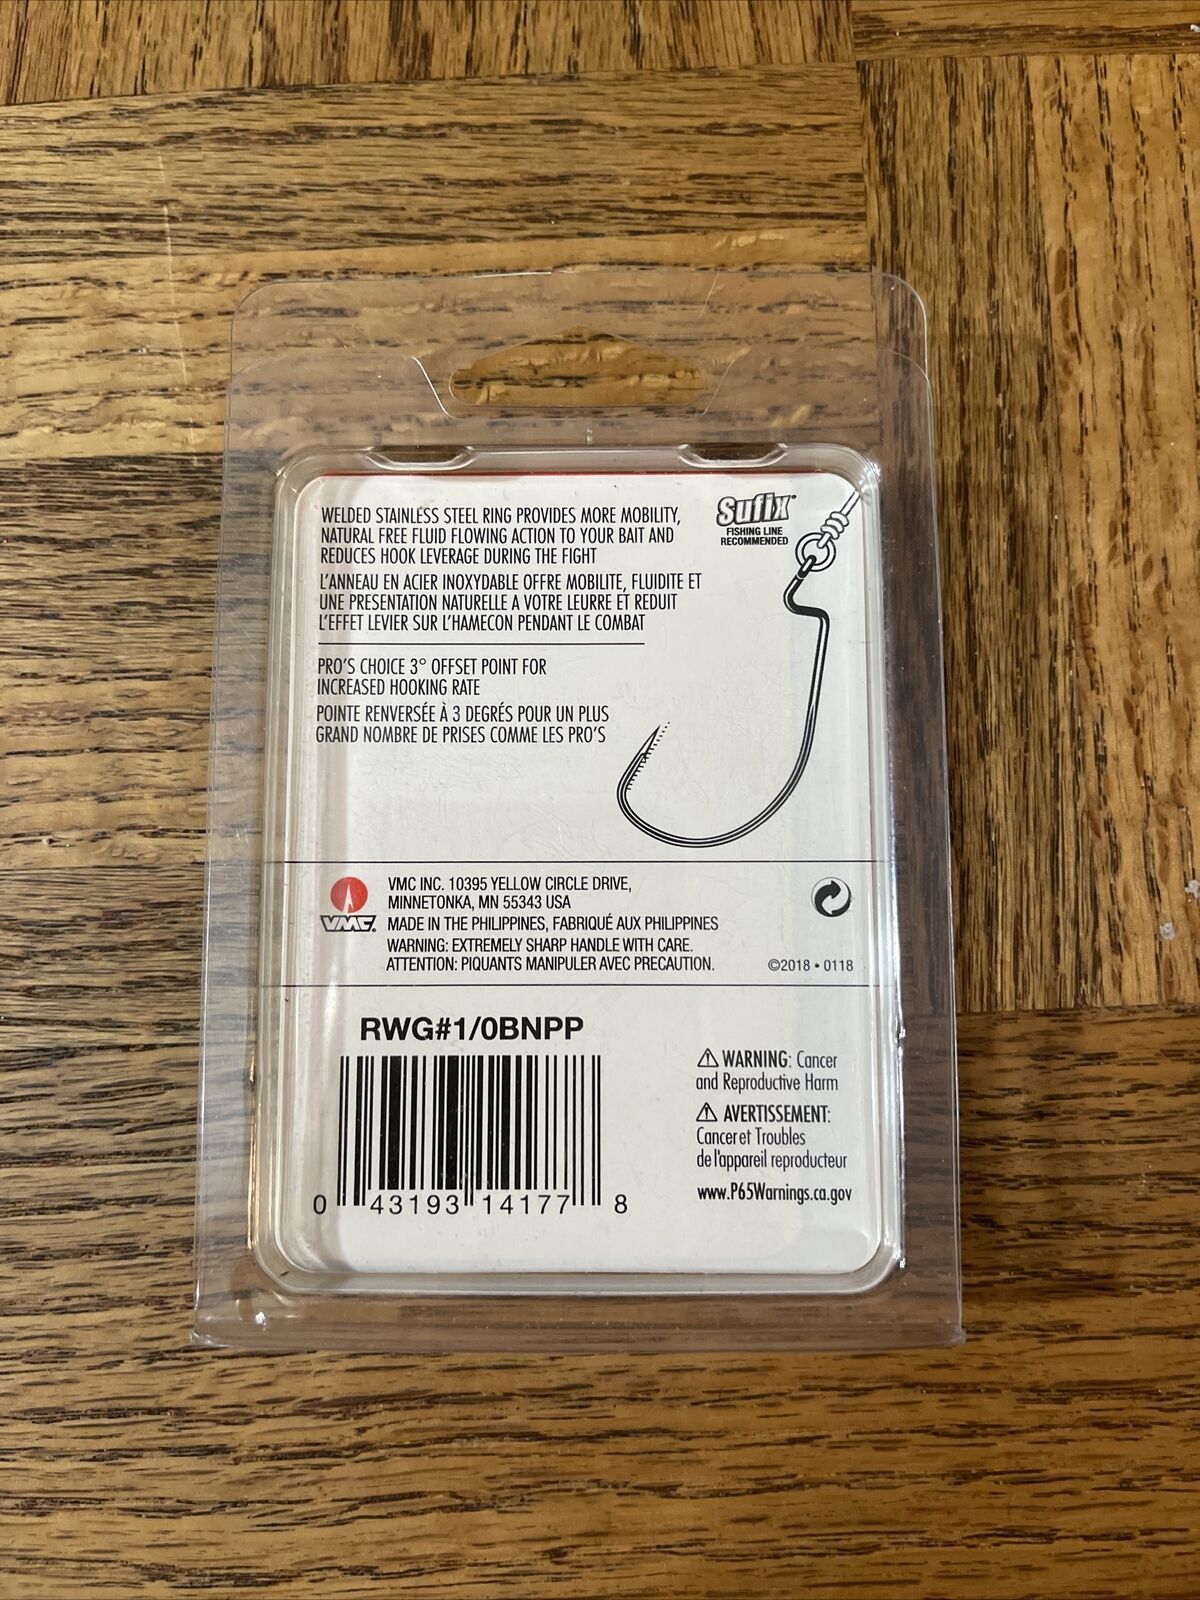 WELDED STAINLESS STEEL RING PROVIDES MORE MOBILITY,
NATURAL FREE FLUID FLOWING ACTION TO YOUR BAIT AND
REDUCES HOOK LEVERAGE DURING THE FIGHT
L'ANNEAU EN ACIER INOXYDABLE OFFRE MOBILITE, FLUIDITE ET
UNE PRESENTATION NATURELLE A VOTRE LEURRE ET REDUIT
L'EFFET LEVIER SUR L'HAMECON PENDANT LE COMBAT
Sufix
FISHING LINE
RECOMMENDED
PRO'S CHOICE 3° OFFSET POINT FOR
INCREASED HOOKING RATE
POINTE RENVERSÉE À 3 DEGRÉS POUR UN PLUS
GRAND NOMBRE DE PRISES COMME LES PRO'S
VMC
VMC INC. 10395 YELLOW CIRCLE DRIVE,
MINNETONKA, MN 55343 USA
MADE IN THE PHILIPPINES, FABRIQUÉ AUX PHILIPPINES
WARNING: EXTREMELY SHARP HANDLE WITH CARE.
ATTENTION: PIQUANTS MANIPULER AVEC PRECAUTION.
©2018 • 0118
RWG#1/0BNPP
0 43193 14177 8
⚠ WARNING: Cancer
and Reproductive Harm
⚠ AVERTISSEMENT:
Cancer et Troubles
de l'appareil reproducteur
www.P65Warnings.ca.gov